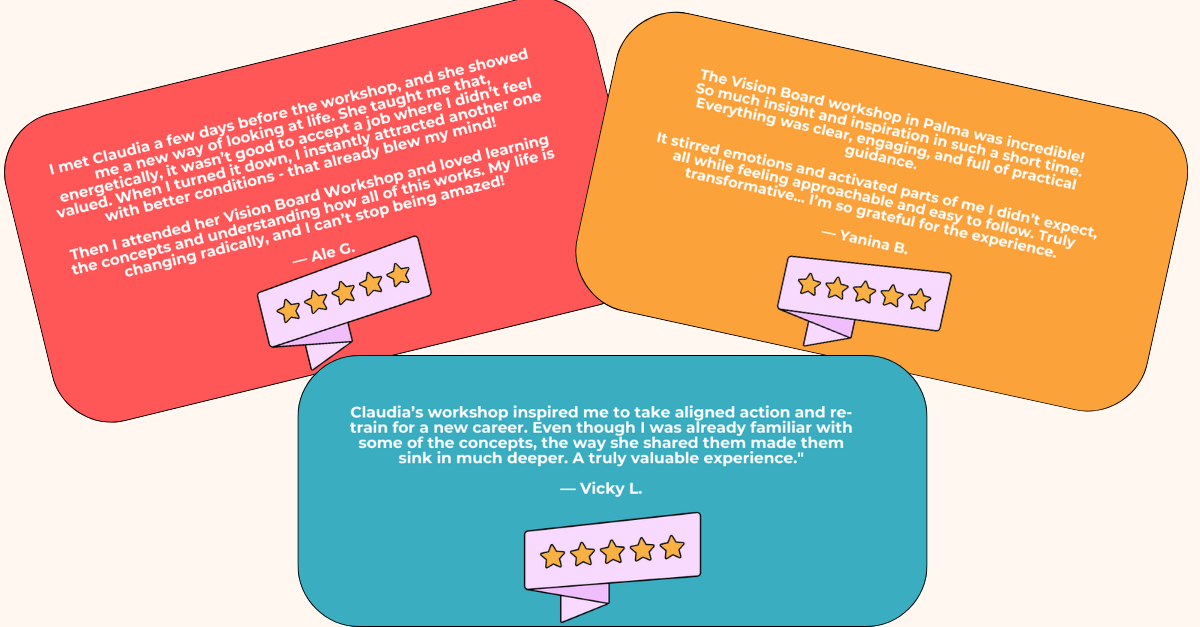 I met Claudia a few days before the workshop, and she showed
me a new way of looking at life. She taught me that,
energetically, it wasn't good to accept a job where I didn't feel
valued. When I turned it down, I instantly attracted another one
with better conditions - that already blew my mind!
Then I attended her Vision Board Workshop and loved learning
the concepts and understanding how all of this works. My life is
changing radically, and I can't stop being amazed!
— Ale G.
The Vision Board workshop in Palma was incredible!
So much insight and inspiration in such a short time.
Everything was clear, engaging, and full of practical
guidance.
It stirred emotions and activated parts of me I didn't expect,
all while feeling approachable and easy to follow. Truly
transformative... I'm so grateful for the experience.
— Yanina B.
Claudia's workshop inspired me to take aligned action and re-
train for a new career. Even though I was already familiar with
some of the concepts, the way she shared them made them
sink in much deeper. A truly valuable experience."
— Vicky L.